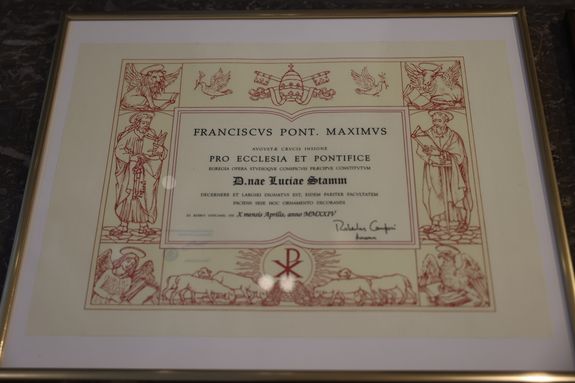 FRANCISCVS PONT. MAXIMVS
AVGVSTÆ CRVCIS INSIGNE
PRO ECCLESIA ET PONTIFICE
EGREGIA OPERA STVDIOQVE CONSPICVIS PRÆCIPVE CONSTITVTVM
D.nae Luciae Stamm
DECERNERE ET LARGIRI DIGNATVS EST, EIDEM PARITER FACVLTATEM
FACIENS SESE HOC ORNAMENTO DECORANDI
EX ÆDIBVS VATICANIS, DIE X mensis Aprilis, anno MMXXIV